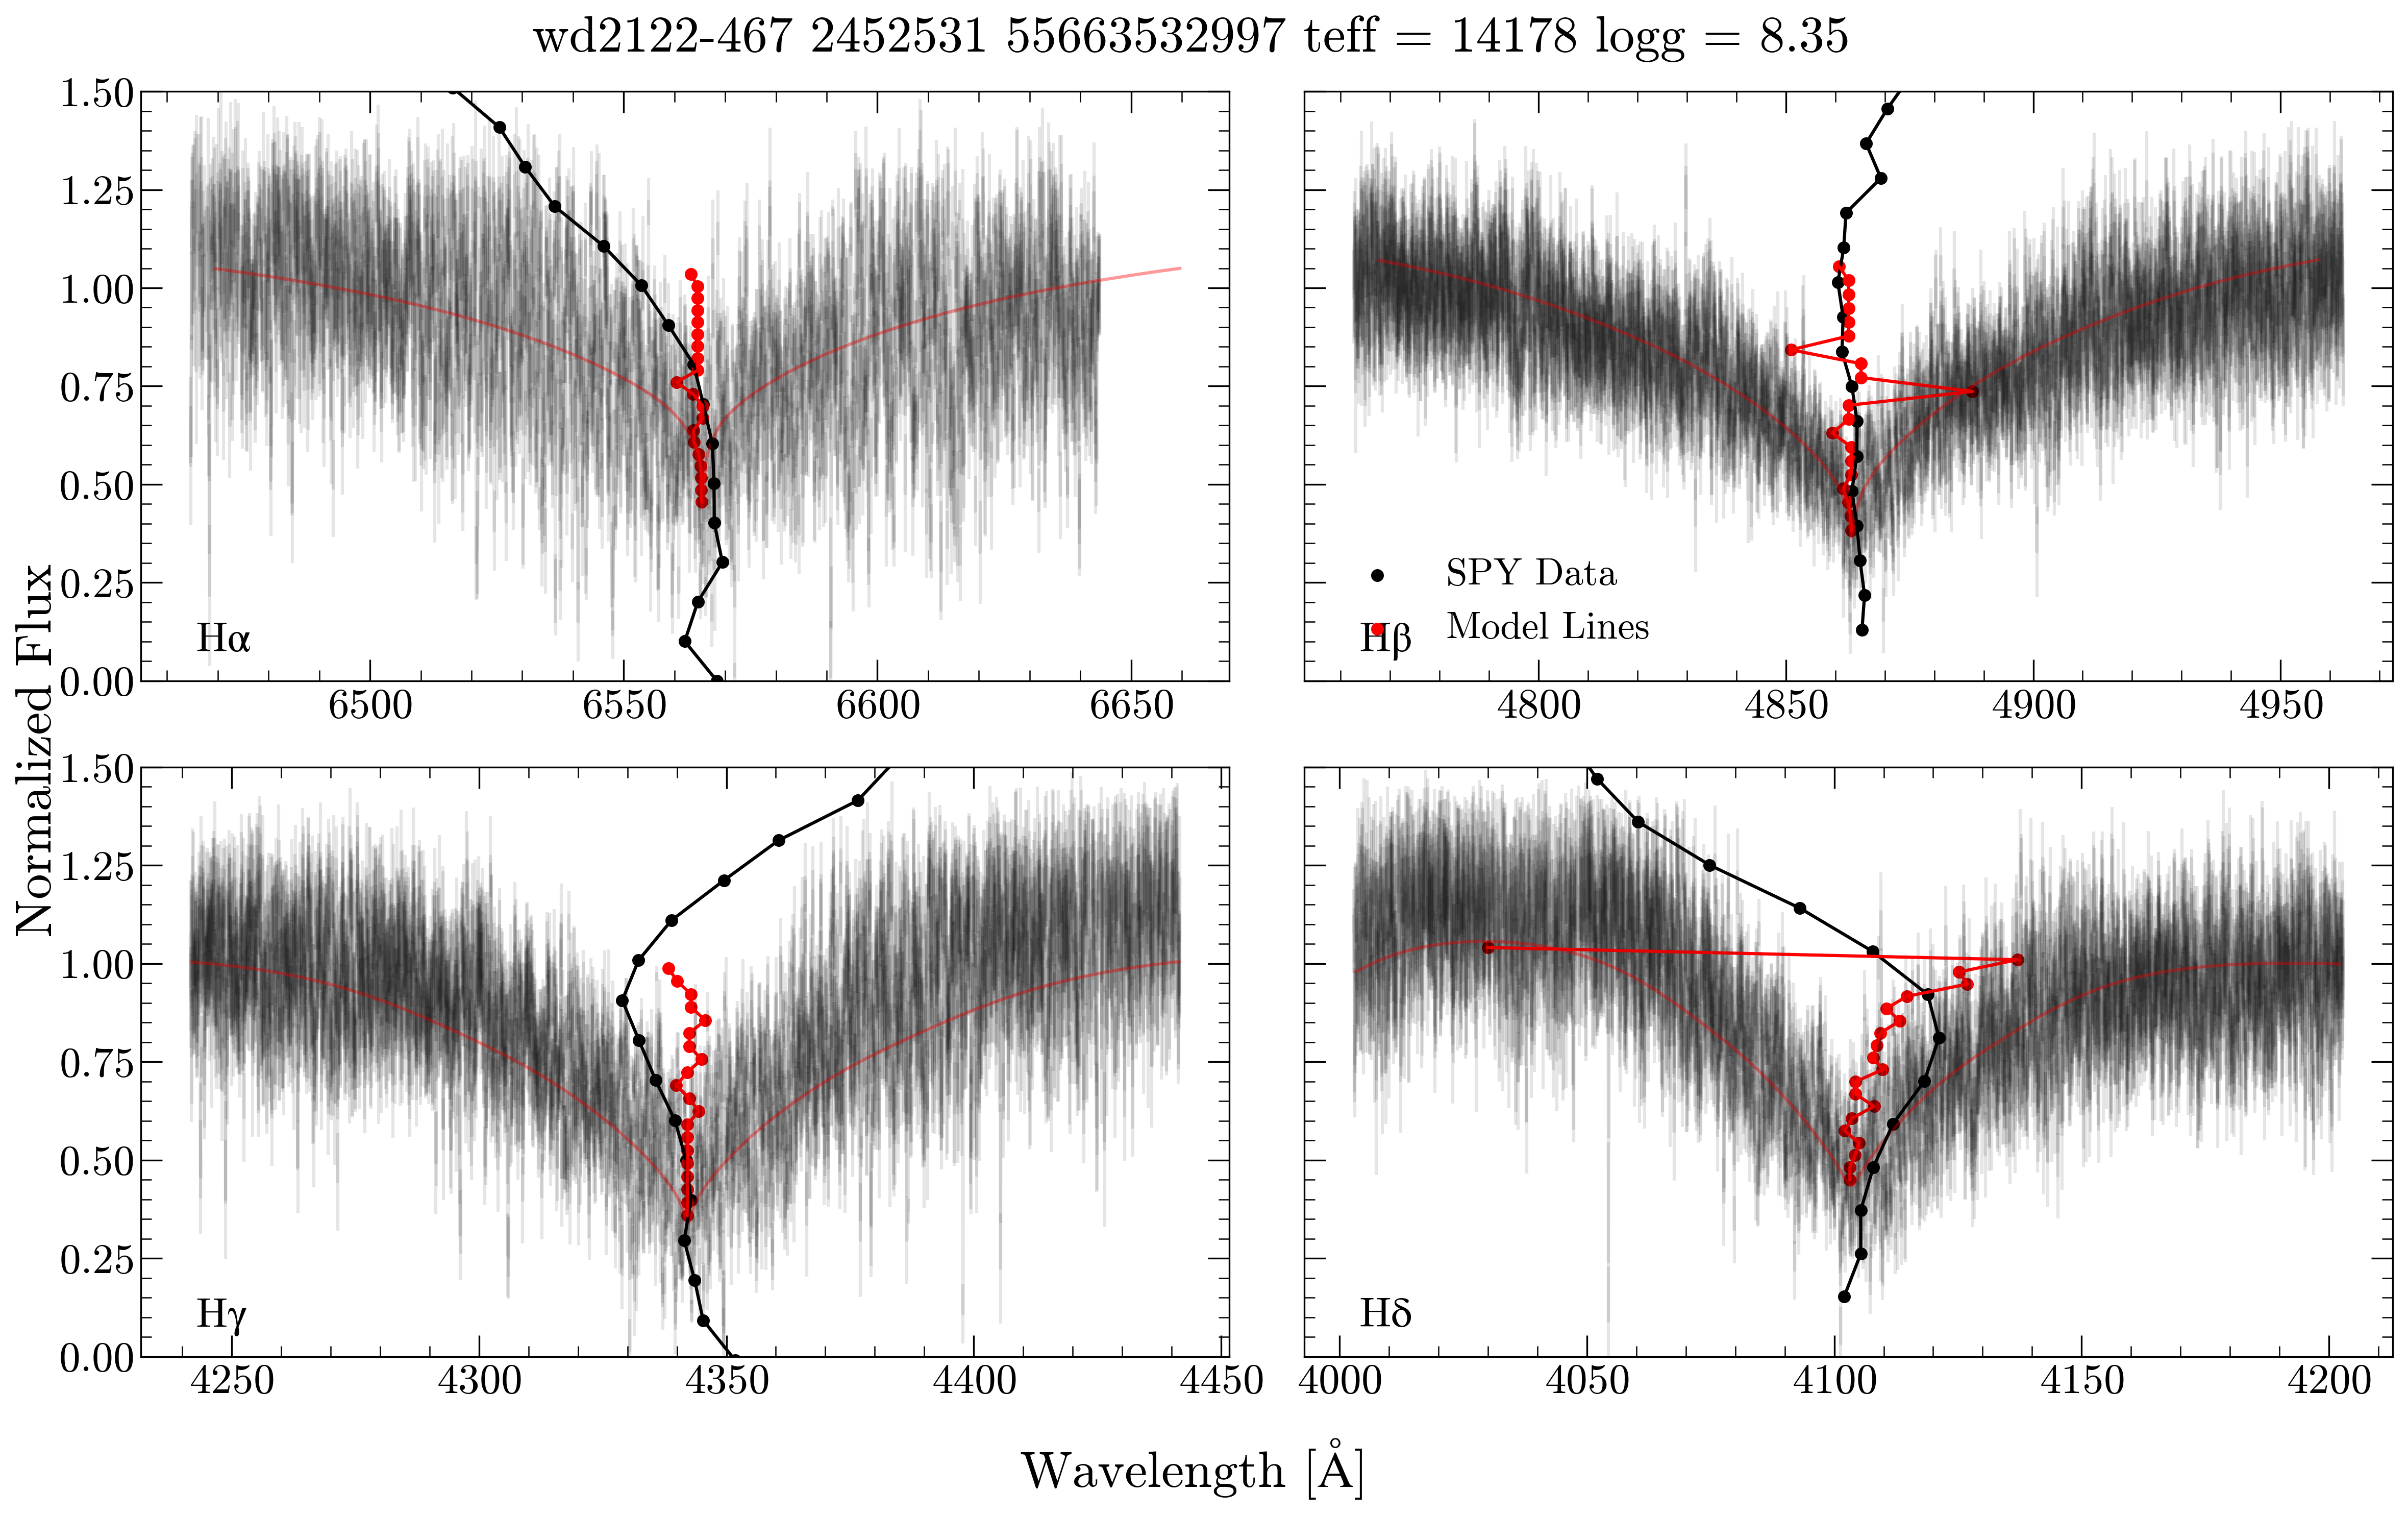 wd2122-467 2452531 55663532997 teff = 14178 logg = 8.35
Normalized Flux
1.50
1.25
1.00
0.75
0.50
0.25
0.00
Hα
6500 6550 6600 6650
SPY Data
Model Lines
Hβ
4800 4850 4900 4950
1.50
1.25
1.00
0.75
0.50
0.25
0.00
Hγ
4250 4300 4350 4400 4450
Hδ
4000 4050 4100 4150 4200
Wavelength [Å]